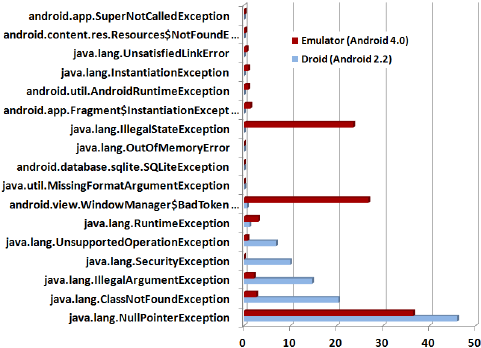 android.app.SuperNotCalledException
android.content.res.Resources$NotFoundE ...
java.lang.UnsatisfiedLinkError
java.lang.InstantiationException
android.util.AndroidRuntimeException
android.app.Fragment$InstantiationExcept ...
java.lang.IllegalStateException
java.lang.OutOfMemoryError
android.database.sqlite.SQLiteException
java.util.MissingFormatArgumentException
android.view.WindowManager$BadToken ...
java.lang.RuntimeException
java.lang.UnsupportedOperationException
java.lang.SecurityException
java.lang.IllegalArgumentException
java.lang.ClassNotFoundException
java.lang.NullPointerException
Emulator (Android 4.0)
Droid (Android 2.2)
0 10 20 30 40 50